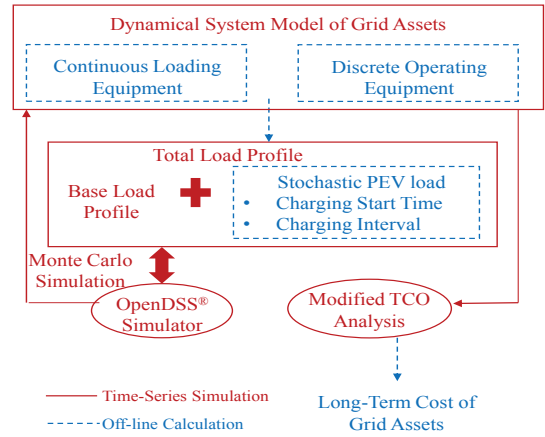 Dynamical System Model of Grid Assets
Continuous Loading
Equipment
Discrete Operating
Equipment
Total Load Profile
Base Load
Profile
Stochastic PEV load
• Charging Start Time
• Charging Interval
Monte Carlo
Simulation
OpenDSS®
Simulator
Modified TCO
Analysis
Time-Series Simulation
Off-line Calculation
Long-Term Cost of
Grid Assets